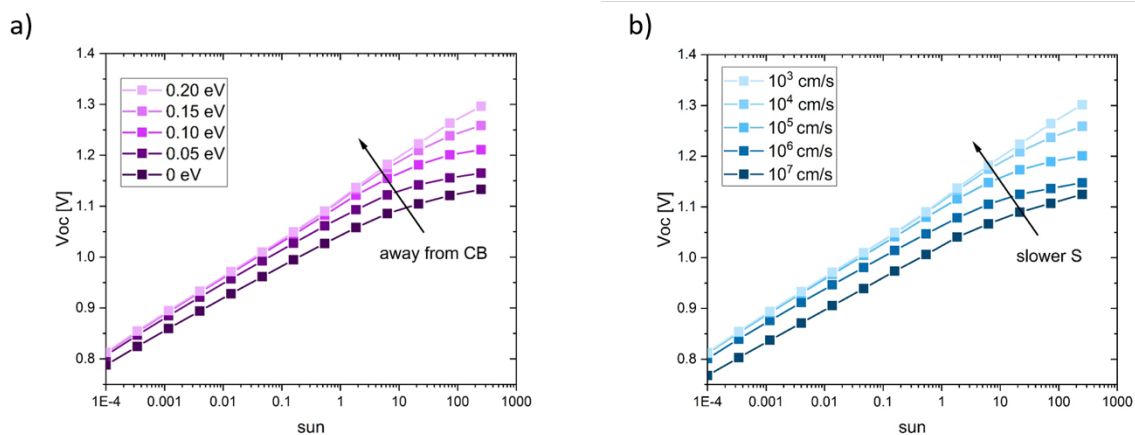 a)
1.4
1.3
1.2
1.1
1.0
0.9
0.8
Voc [V]
0.20 eV
0.15 eV
0.10 eV
0.05 eV
0 eV
away from CB
1E-4 0.001 0.01 0.1 1 10 100 1000
sun
b)
1.4
1.3
1.2
1.1
1.0
0.9
0.8
Voc [V]
10³ cm/s
10⁴ cm/s
10⁵ cm/s
10⁶ cm/s
10⁷ cm/s
slower S
1E-4 0.001 0.01 0.1 1 10 100 1000
sun